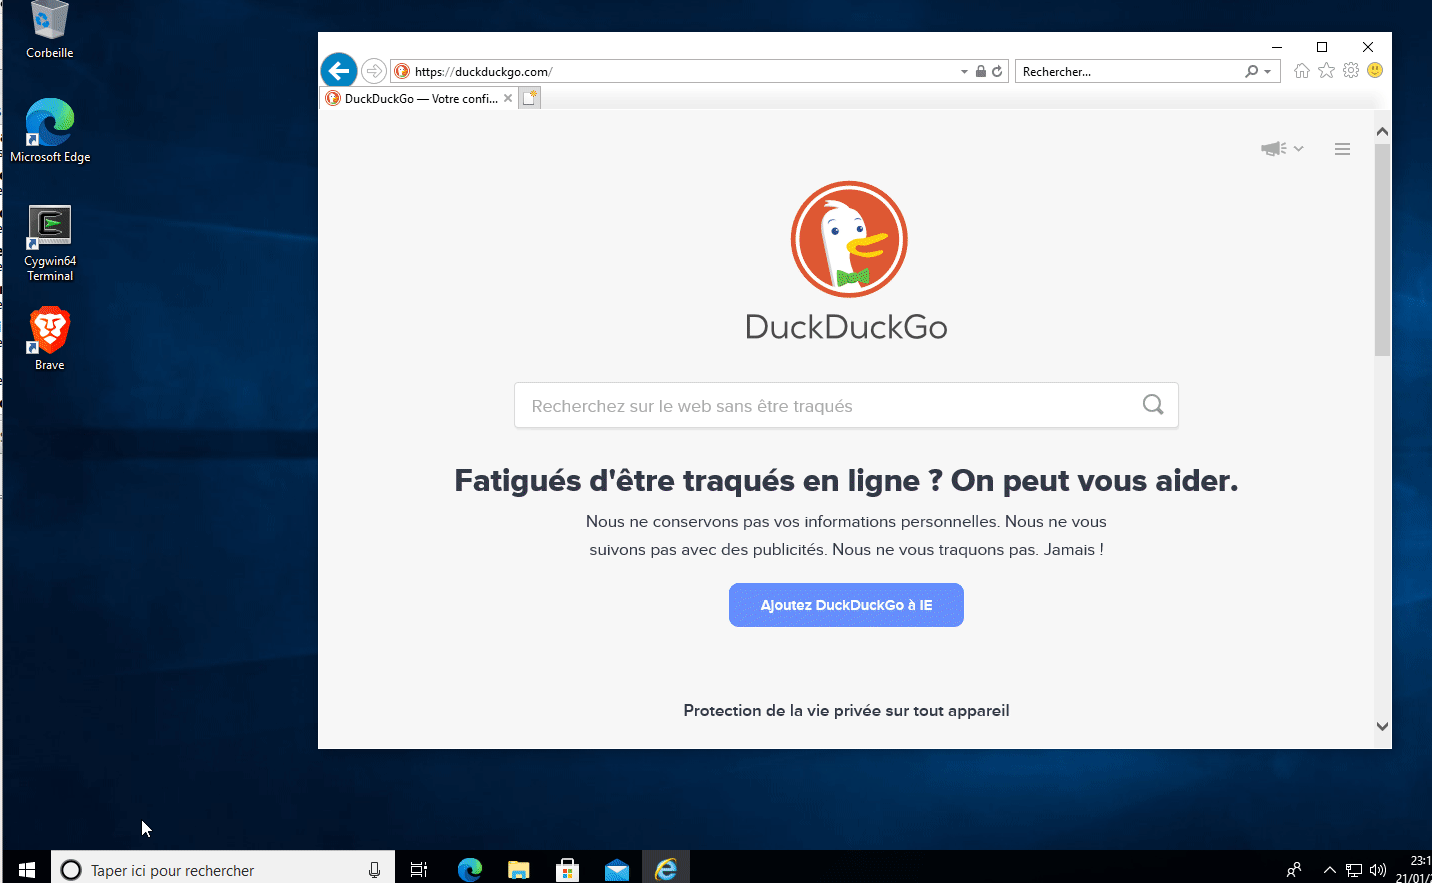 Corbeille
Microsoft Edge
Cygwin64
Terminal
Brave
https://duckduckgo.com/
Rechercher...
DuckDuckGo — Votre confi...
DuckDuckGo
Recherchez sur le web sans être traqués
Fatigués d'être traqués en ligne ? On peut vous aider.
Nous ne conservons pas vos informations personnelles. Nous ne vous
suivons pas avec des publicités. Nous ne vous traquons pas. Jamais !
Ajoutez DuckDuckGo à IE
Protection de la vie privée sur tout appareil
Taper ici pour rechercher
23:1
21/01/